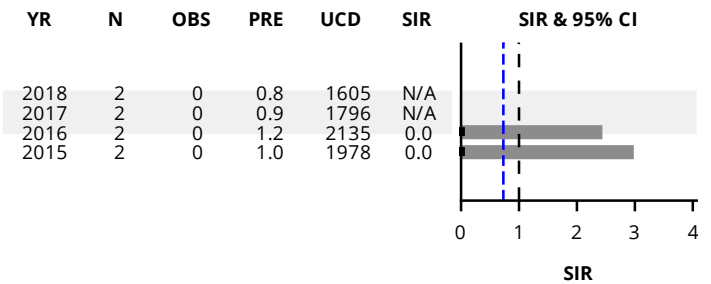 YR N OBS PRE UCD SIR SIR & 95% CI
2018 2 0 0.8 1605 N/A
2017 2 0 0.9 1796 N/A
2016 2 0 1.2 2135 0.0
2015 2 0 1.0 1978 0.0
0 1 2 3 4
SIR